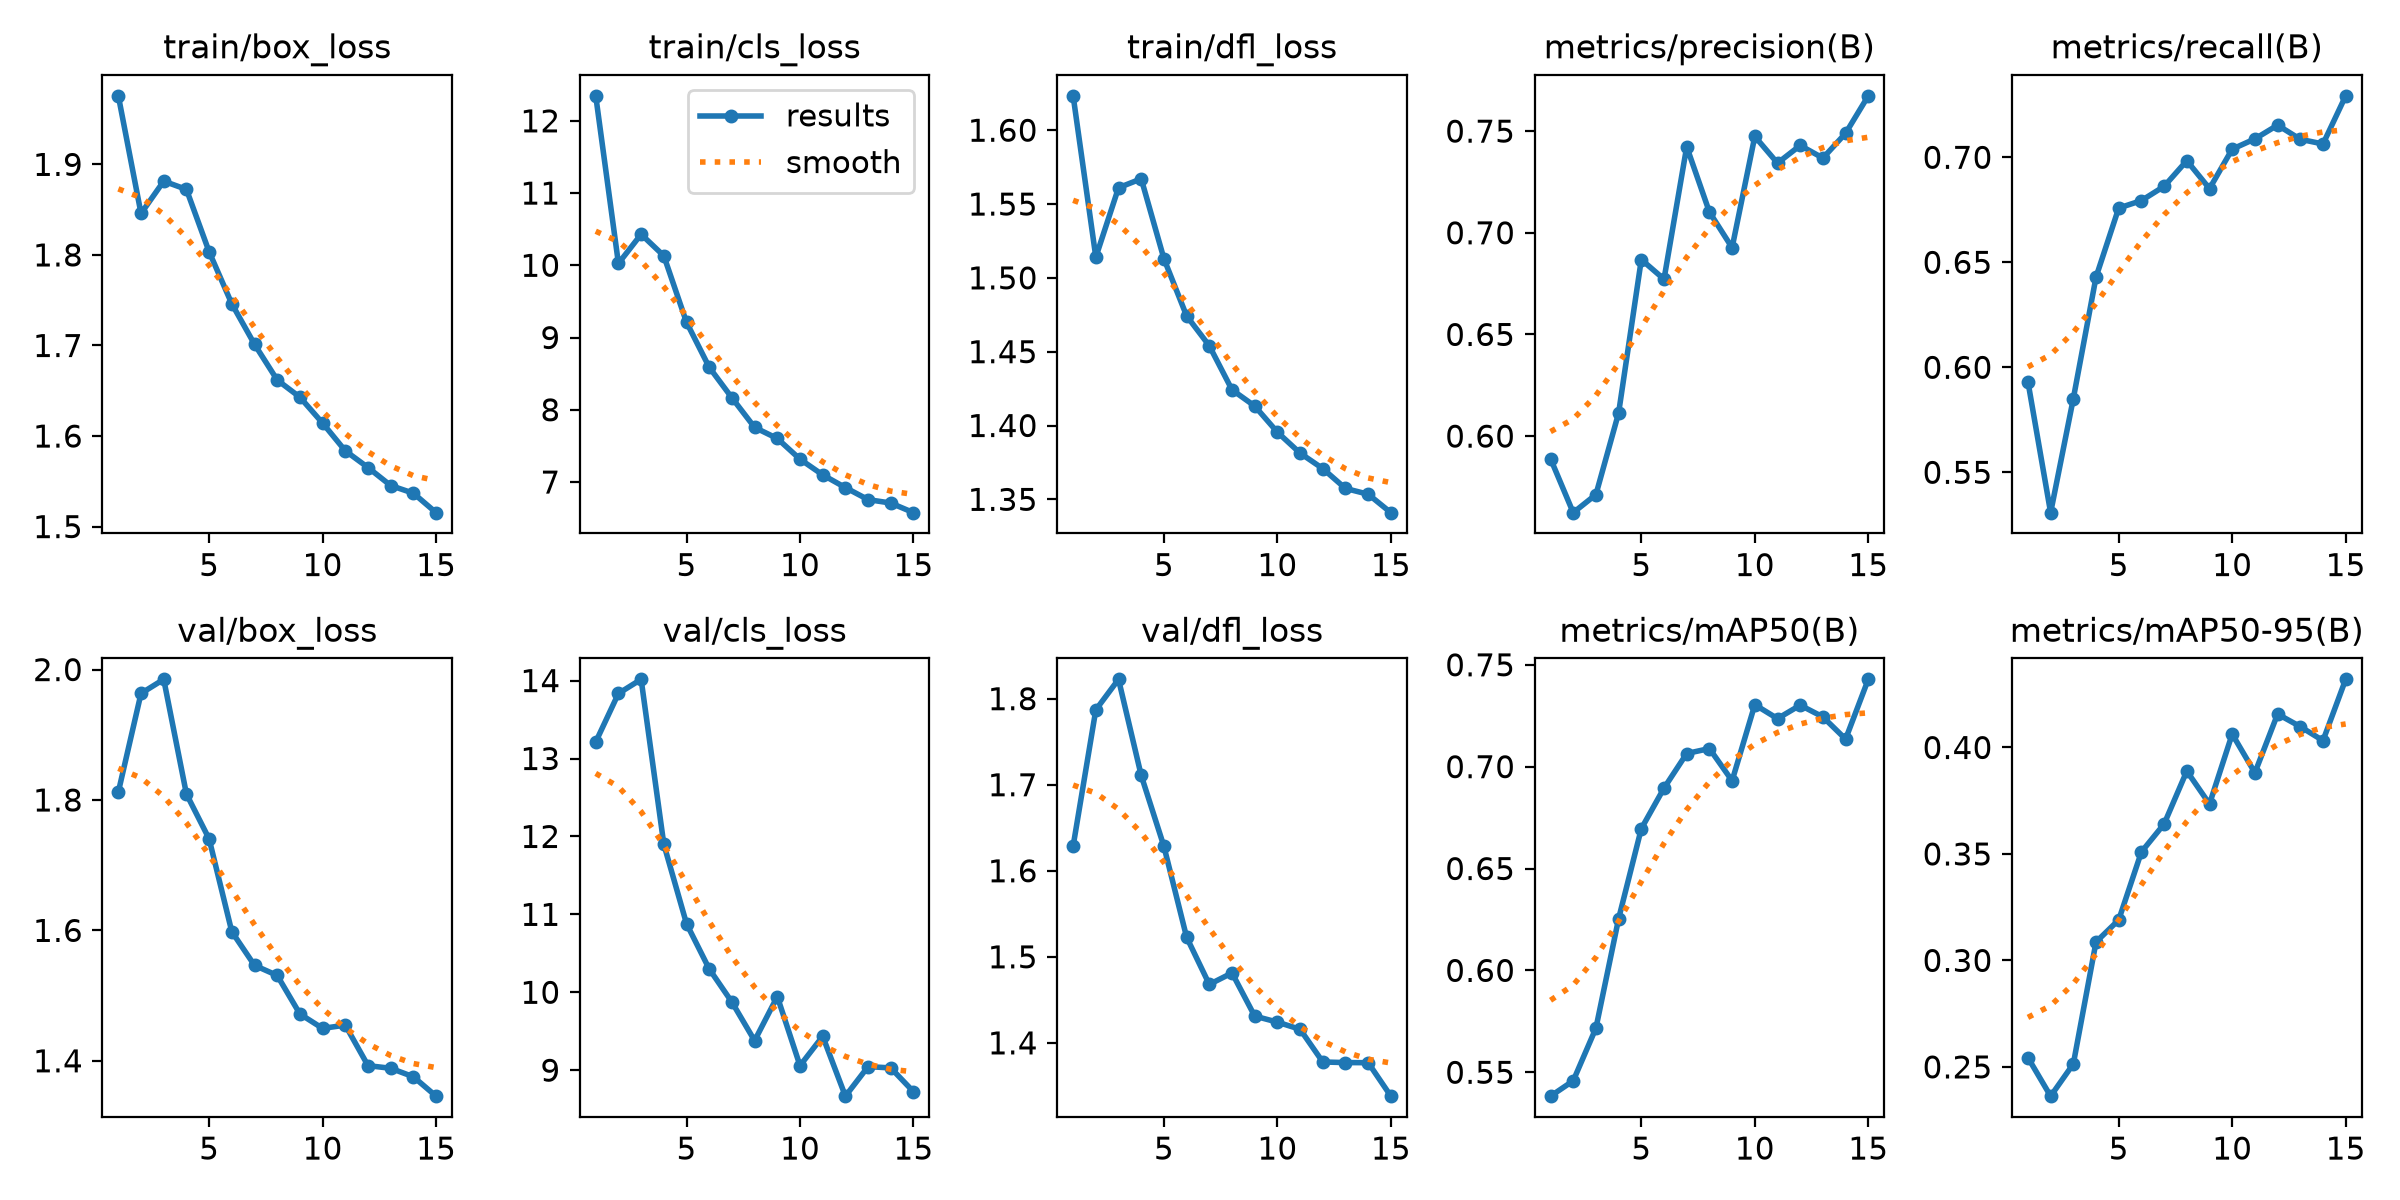 train/box_loss
train/cls_loss
train/dfl_loss
metrics/precision(B)
metrics/recall(B)
1.9
1.8
1.7
1.6
1.5
5 10 15
12
11
10
9
8
7
results
smooth
5 10 15
1.60
1.55
1.50
1.45
1.40
1.35
5 10 15
0.75
0.70
0.65
0.60
5 10 15
0.70
0.65
0.60
0.55
5 10 15
val/box_loss
val/cls_loss
val/dfl_loss
metrics/mAP50(B)
metrics/mAP50-95(B)
2.0
1.8
1.6
1.4
5 10 15
14
13
12
11
10
9
5 10 15
1.8
1.7
1.6
1.5
1.4
5 10 15
0.75
0.70
0.65
0.60
0.55
5 10 15
0.40
0.35
0.30
0.25
5 10 15